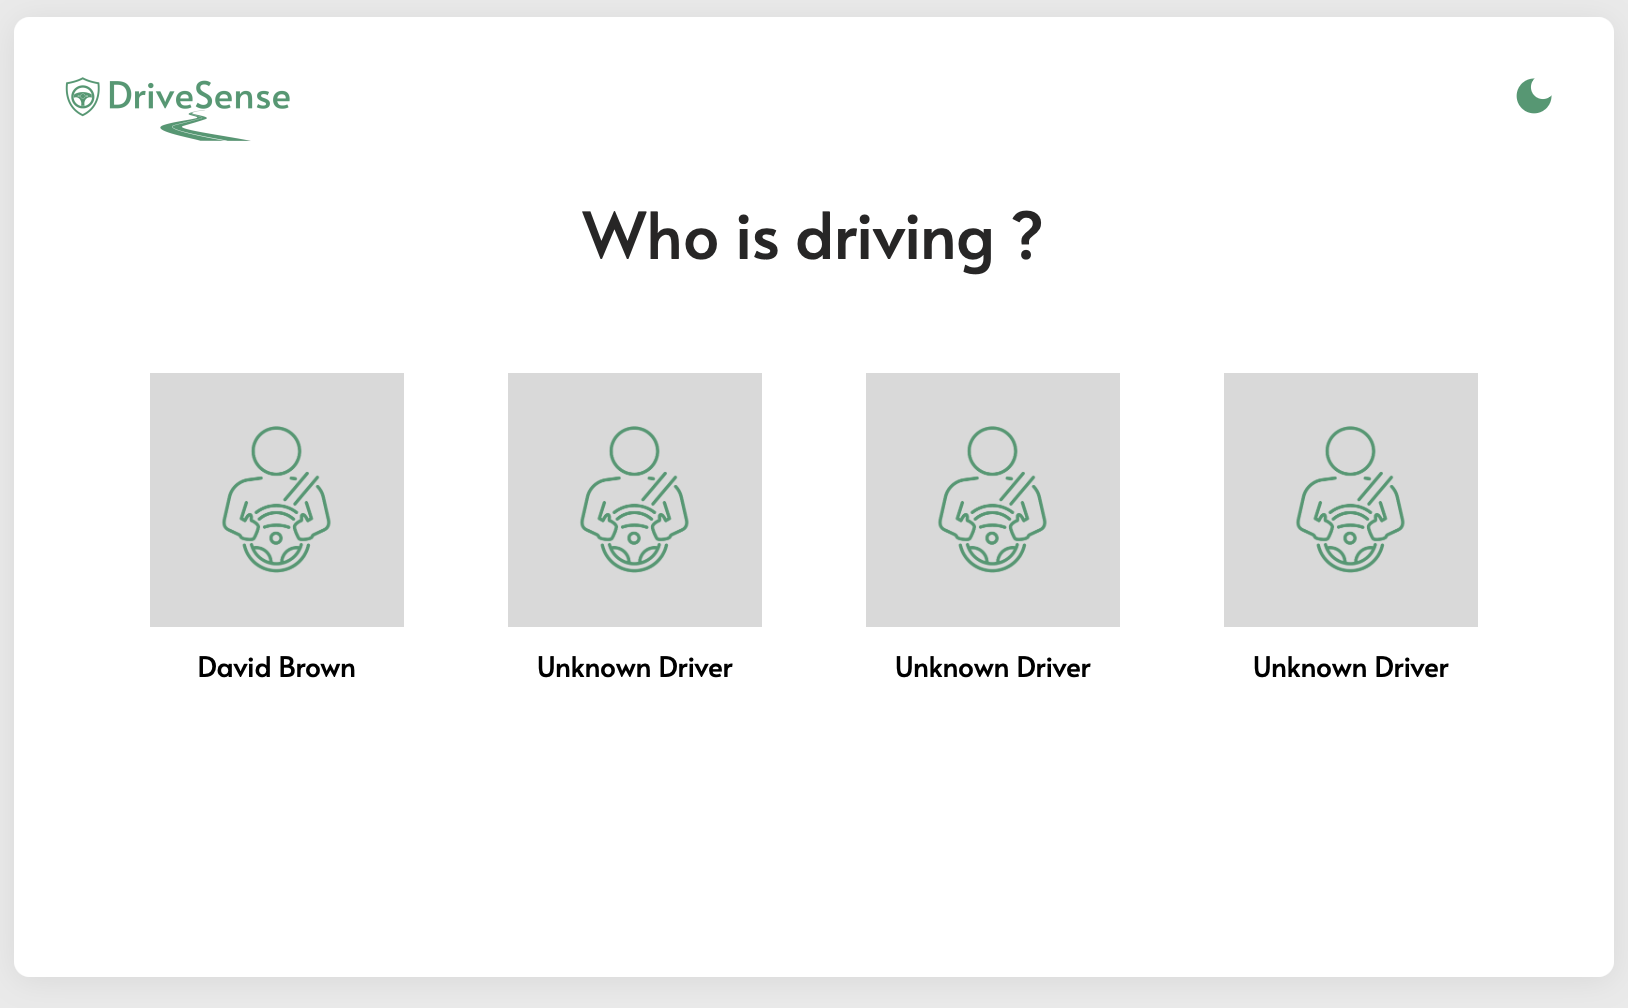 DriveSense
Who is driving ?
David Brown
Unknown Driver
Unknown Driver
Unknown Driver